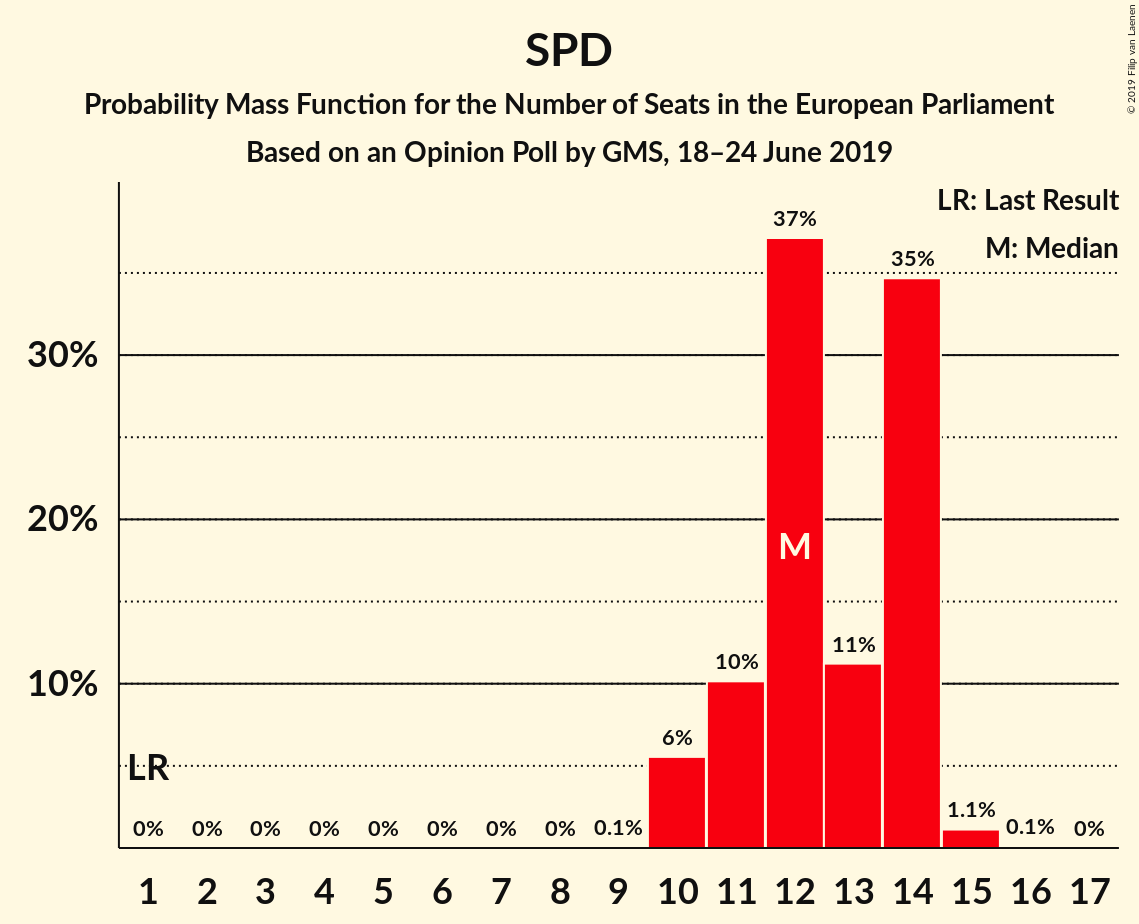 SPD
Probability Mass Function for the Number of Seats in the European Parliament
Based on an Opinion Poll by GMS, 18–24 June 2019
© 2019 Filip van Laenen
LR: Last Result
M: Median
37%
35%
30%
20%
M
11%
10%
10%
6%
LR
0% 0% 0% 0% 0% 0% 0% 0% 0.1% 1.1% 0.1% 0%
1 2 3 4 5 6 7 8 9 10 11 12 13 14 15 16 17